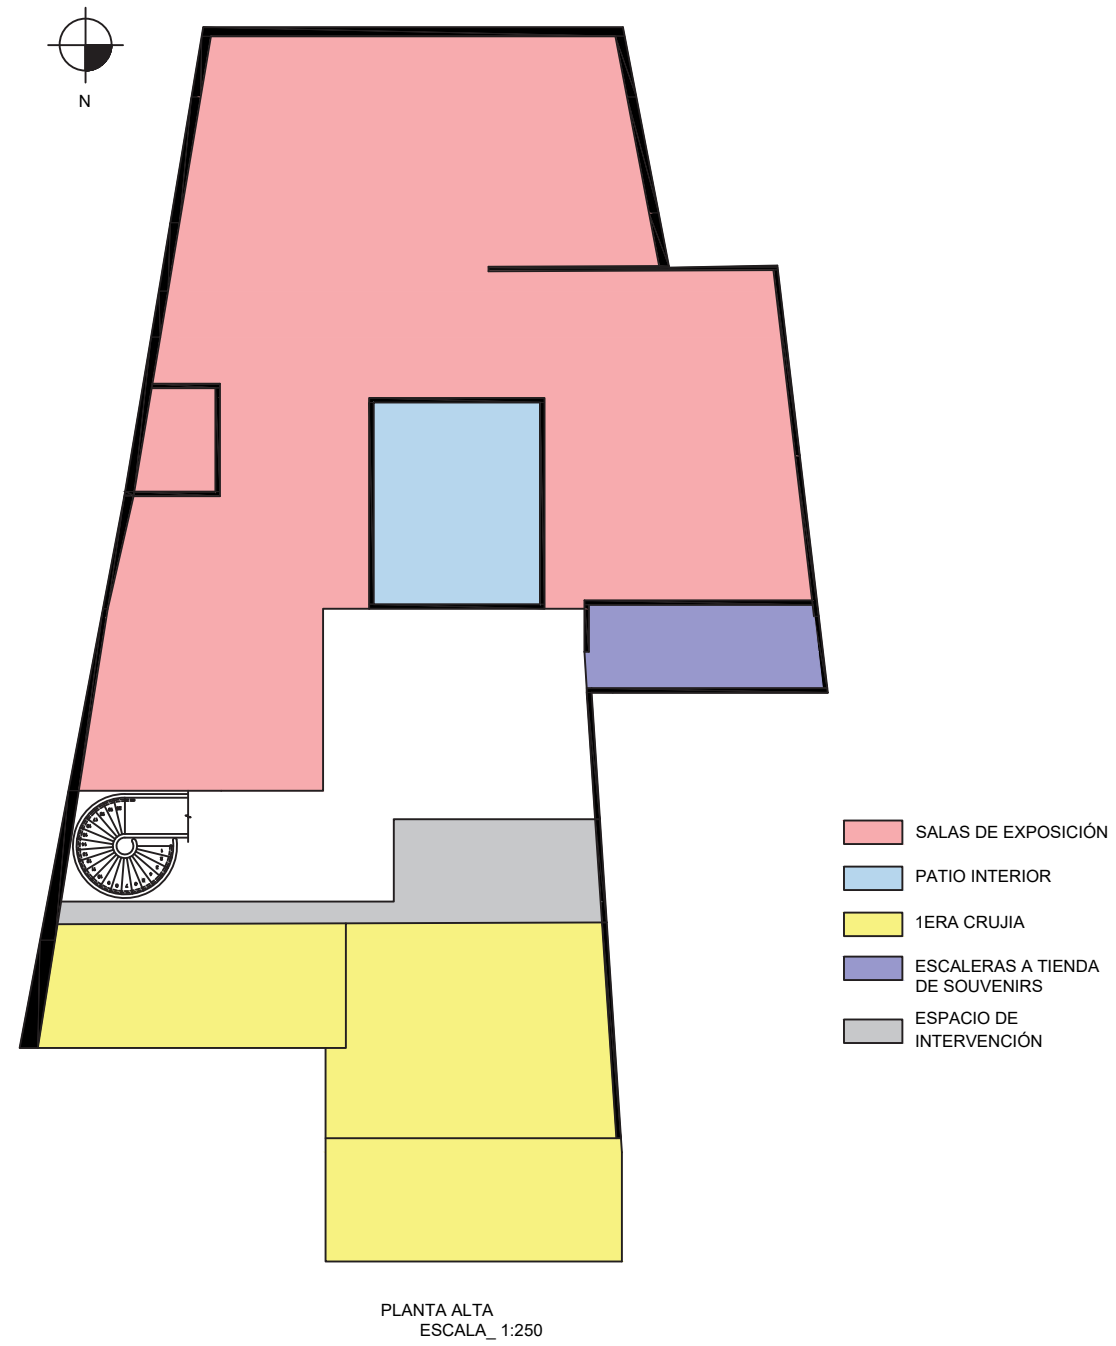 N
SALAS DE EXPOSICIÓN
PATIO INTERIOR
1ERA CRUJIA
ESCALERAS A TIENDA
DE SOUVENIRS
ESPACIO DE
INTERVENCIÓN
PLANTA ALTA
ESCALA_ 1:250